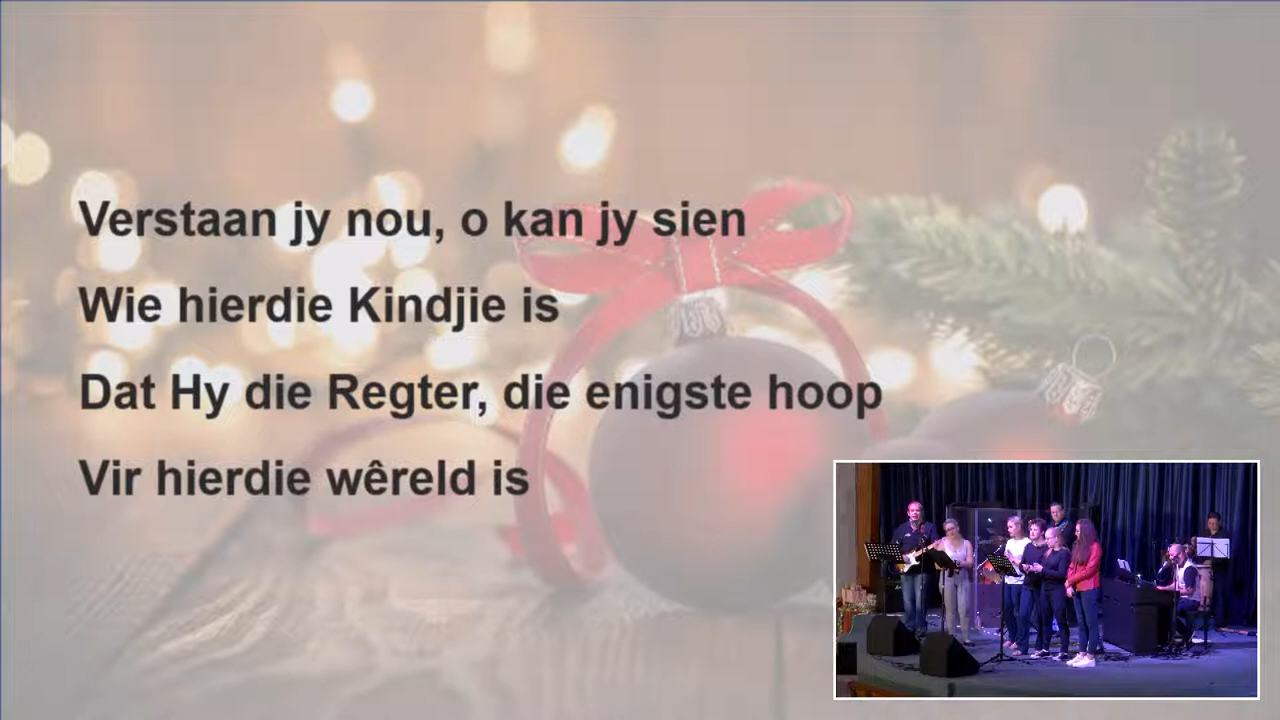 Verstaan jy nou, o kan jy sien
Wie hierdie Kindjie is
Dat Hy die Regter, die enigste hoop
Vir hierdie wêreld is